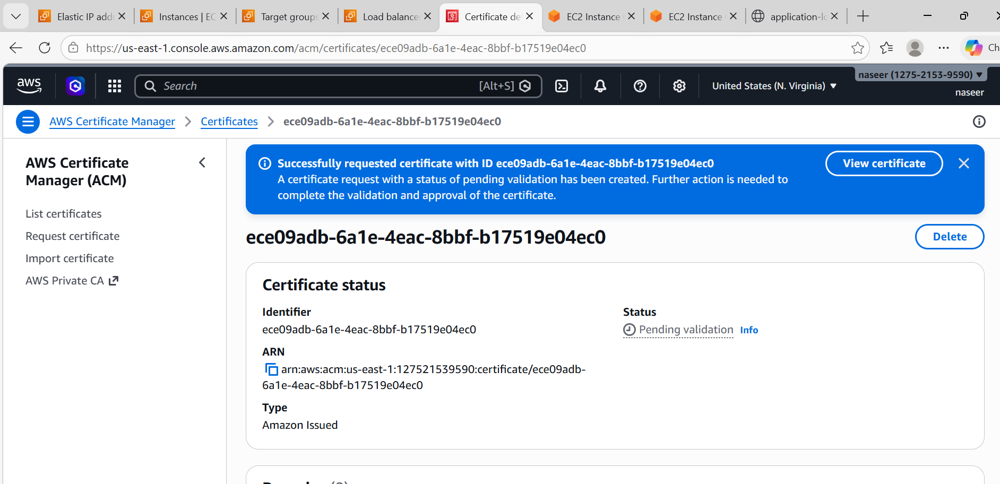 Elastic IP add
Instances | EC
Target groups
Load balance
Certificate de
EC2 Instance
EC2 Instance
application-lo
https://us-east-1.console.aws.amazon.com/acm/certificates/ece09adb-6a1e-4eac-8bbf-b17519e04ec0
Ch
aws
Search
[Alt+S]
United States (N. Virginia)
naseer (1275-2153-9590)
naseer
AWS Certificate Manager
Certificates
ece09adb-6a1e-4eac-8bbf-b17519e04ec0
AWS Certificate
Manager (ACM)
List certificates
Request certificate
Import certificate
AWS Private CA
Successfully requested certificate with ID ece09adb-6a1e-4eac-8bbf-b17519e04ec0
A certificate request with a status of pending validation has been created. Further action is needed to
complete the validation and approval of the certificate.
View certificate
ece09adb-6a1e-4eac-8bbf-b17519e04ec0
Delete
Certificate status
Identifier
ece09adb-6a1e-4eac-8bbf-b17519e04ec0
Status
Pending validation Info
ARN
arn:aws:acm:us-east-1:127521539590:certificate/ece09adb-
6a1e-4eac-8bbf-b17519e04ec0
Type
Amazon Issued